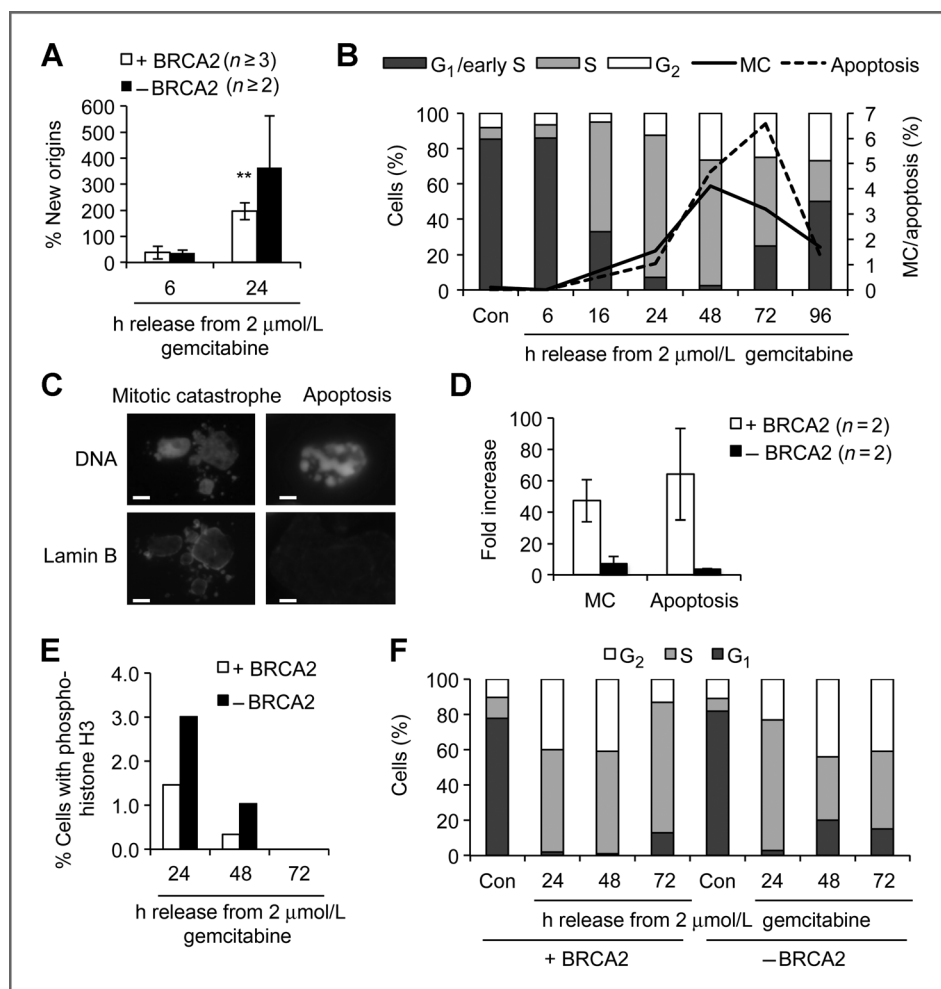 A
+ BRCA2 (n ≥ 3)
– BRCA2 (n ≥ 2)
% New origins
600
500
400
300
200
100
0
**
6 24
h release from 2 μmol/L
gemcitabine
B
G1/early S S G2 MC Apoptosis
Cells (%)
100
80
60
40
20
0
7
6
5
4
3
2
1
0
MC/apoptosis (%)
Con 6 16 24 48 72 96
h release from 2 μmol/L gemcitabine
C
Mitotic catastrophe Apoptosis
DNA
Lamin B
D
+ BRCA2 (n = 2)
– BRCA2 (n = 2)
Fold increase
100
80
60
40
20
0
MC Apoptosis
E
+ BRCA2
– BRCA2
% Cells with phospho-
histone H3
4.0
3.0
1.0
1.0
0.0
24 48 72
h release from 2 μmol/L
gemcitabine
F
G2 S G1
Cells (%)
100
80
60
40
20
0
Con 24 48 72 Con 24 48 72
h release from 2 μmol/L gemcitabine
+ BRCA2 – BRCA2